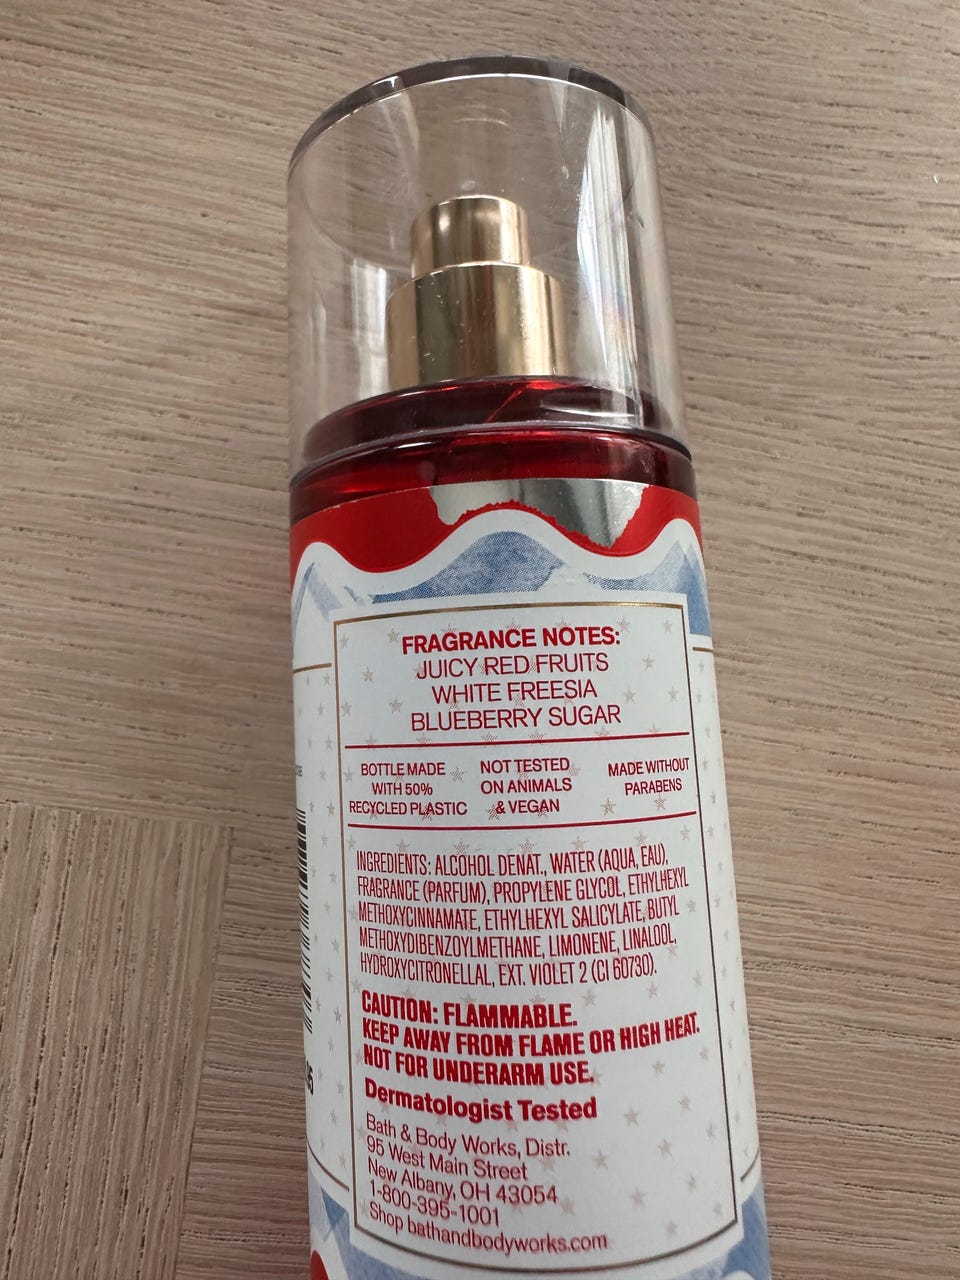 FRAGRANCE NOTES:
JUICY RED FRUITS
WHITE FREESIA
BLUEBERRY SUGAR
BOTTLE MADE
WITH 50%
RECYCLED PLASTIC
NOT TESTED
ON ANIMALS
& VEGAN
MADE WITHOUT
PARABENS
INGREDIENTS: ALCOHOL DENAT., WATER (AQUA, EAU),
FRAGRANCE (PARFUM), PROPYLENE GLYCOL, ETHYLHEXYL
METHOXYCINNAMATE, ETHYLHEXYL SALICYLATE, BUTYL
METHOXYDIBENZOYLMETHANE, LIMONENE, LINALOOL,
HYDROXYCITRONELLAL, EXT. VIOLET 2 (CI 60730).
CAUTION: FLAMMABLE.
KEEP AWAY FROM FLAME OR HIGH HEAT.
NOT FOR UNDERARM USE.
Dermatologist Tested
Bath & Body Works, Distr.
95 West Main Street
New Albany, OH 43054
1-800-395-1001
Shop bathandbodyworks.com